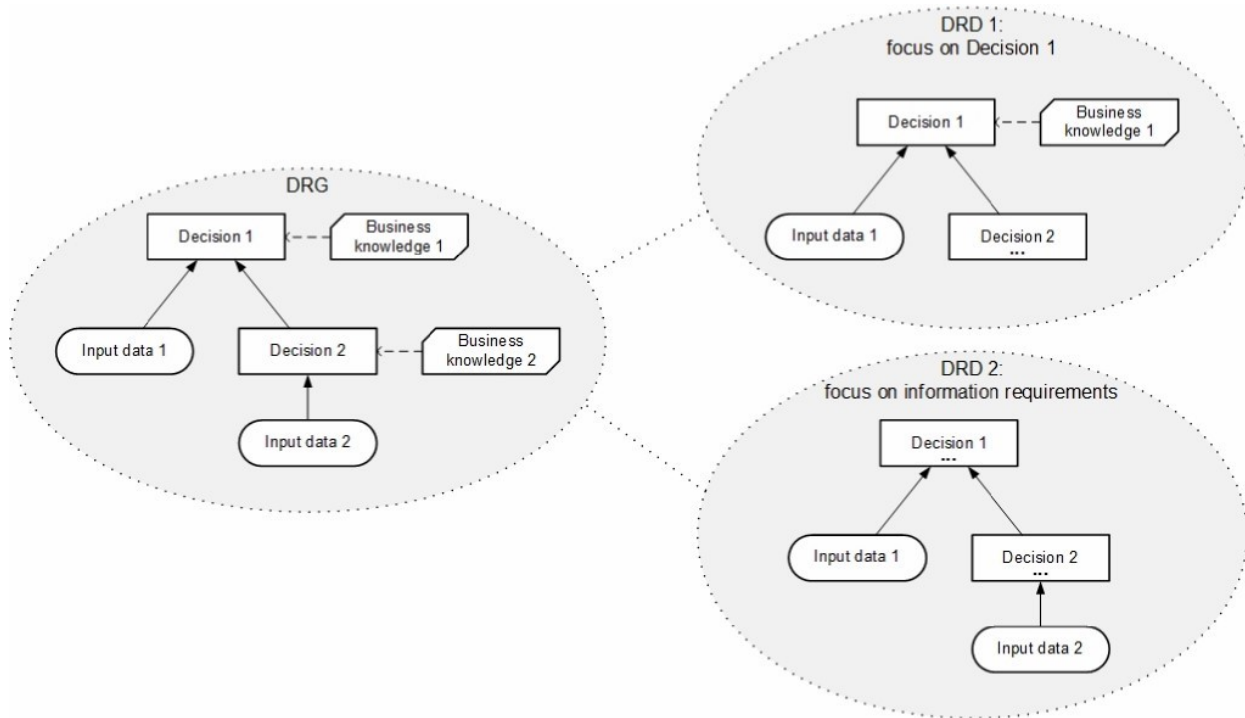 DRG
Decision 1
Business
knowledge 1
Input data 1
Decision 2
Business
knowledge 2
Input data 2
DRD 1:
focus on Decision 1
Decision 1
Business
knowledge 1
Input data 1
Decision 2
...
DRD 2:
focus on information requirements
Decision 1
...
Input data 1
Decision 2
...
Input data 2